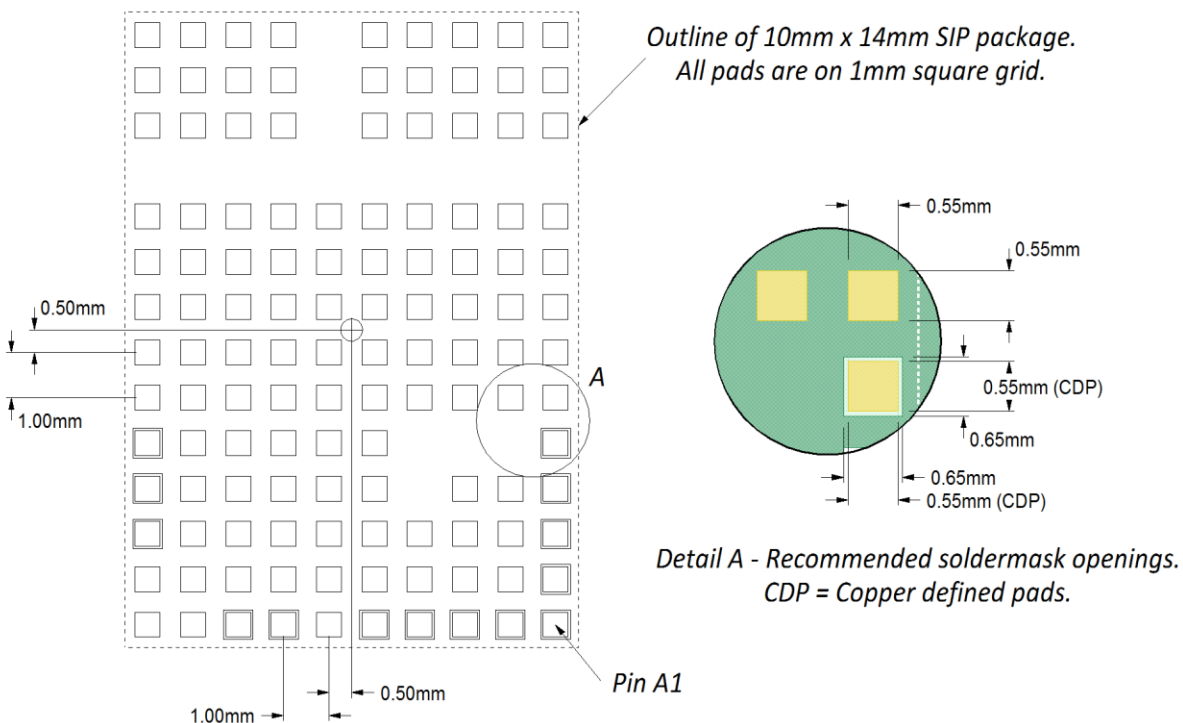 Outline of 10mm x 14mm SIP package.
All pads are on 1mm square grid.
0.55mm
0.55mm
0.50mm
A
0.55mm (CDP)
1.00mm
0.65mm
0.65mm
0.55mm (CDP)
Detail A - Recommended soldermask openings.
CDP = Copper defined pads.
Pin A1
0.50mm
1.00mm